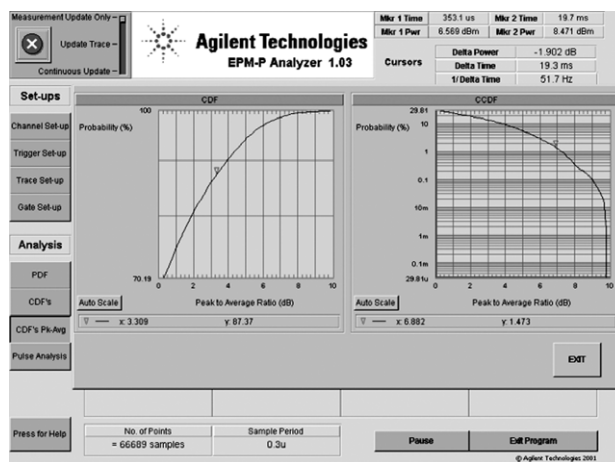 Measurement Update Only –
Update Trace –
Continuous Update –
Agilent Technologies
EPM-P Analyzer 1.03
Mkr 1 Time 353.1 us Mkr 2 Time 19.7 ms
Mkr 1 Pwr 6.569 dBm Mkr 2 Pwr 8.471 dBm
Cursors
Delta Power -1.902 dB
Delta Time 19.3 ms
1/ Delta Time 51.7 Hz
Set-ups
Channel Set-up
Trigger Set-up
Trace Set-up
Gate Set-up
Analysis
PDF
CDF's
CDF's Pk-Avg
Pulse Analysis
Press for Help
CDF
Probability (%)
100
70.19
0 2 4 6 8 10
Auto Scale
Peak to Average Ratio (dB)
x: 3.309 y: 87.37
CCDF
Probability (%)
29.81
10
1
0.1
10m
1m
0.1m
29.81u
0 2 4 6 8 10
Auto Scale
Peak to Average Ratio (dB)
x: 6.882 y: 1.473
EXIT
No. of Points
= 66689 samples
Sample Period
0.3u
Pause
Exit Program
© Agilent Technologies 2001